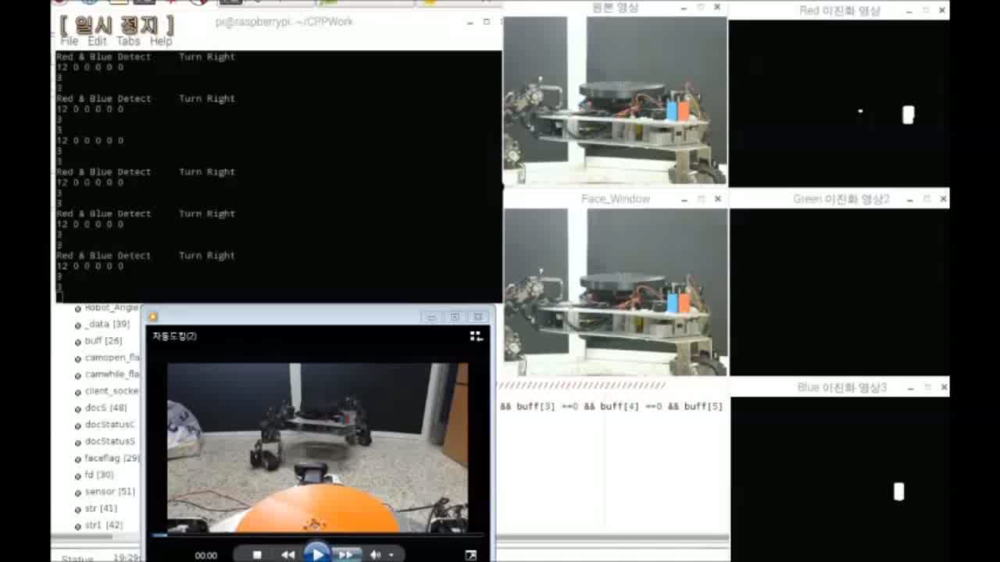 [ 일시 정지 ]
pi@raspberrypi: ~/CPPWork
File Edit Tabs Help
Red & Blue Detect Turn Right
12 0 0 0 0 0
3
3
Red & Blue Detect Turn Right
12 0 0 0 0 0
3
3
12 0 0 0 0 0
3
3
Red & Blue Detect Turn Right
12 0 0 0 0 0
3
3
Red & Blue Detect Turn Right
12 0 0 0 0 0
3
3
Red & Blue Detect Turn Right
12 0 0 0 0 0
3
3
원본 영상
Red 이진화 영상
Face_Window
Green 이진화 영상2
Blue 이진화 영상3
Robot_Angle
_data [39]
buff [26]
camopen_fla
camwhile_fla
client_socke
docS [48]
docStatusC
docStatusS
faceflag [29]
fd [30]
sensor [51]
str [41]
str1 [42]
Status
19:29
자동도킹(2)
00:00
//////////////////////////////
&& buff[3] ==0 && buff[4] ==0 && buff[5]